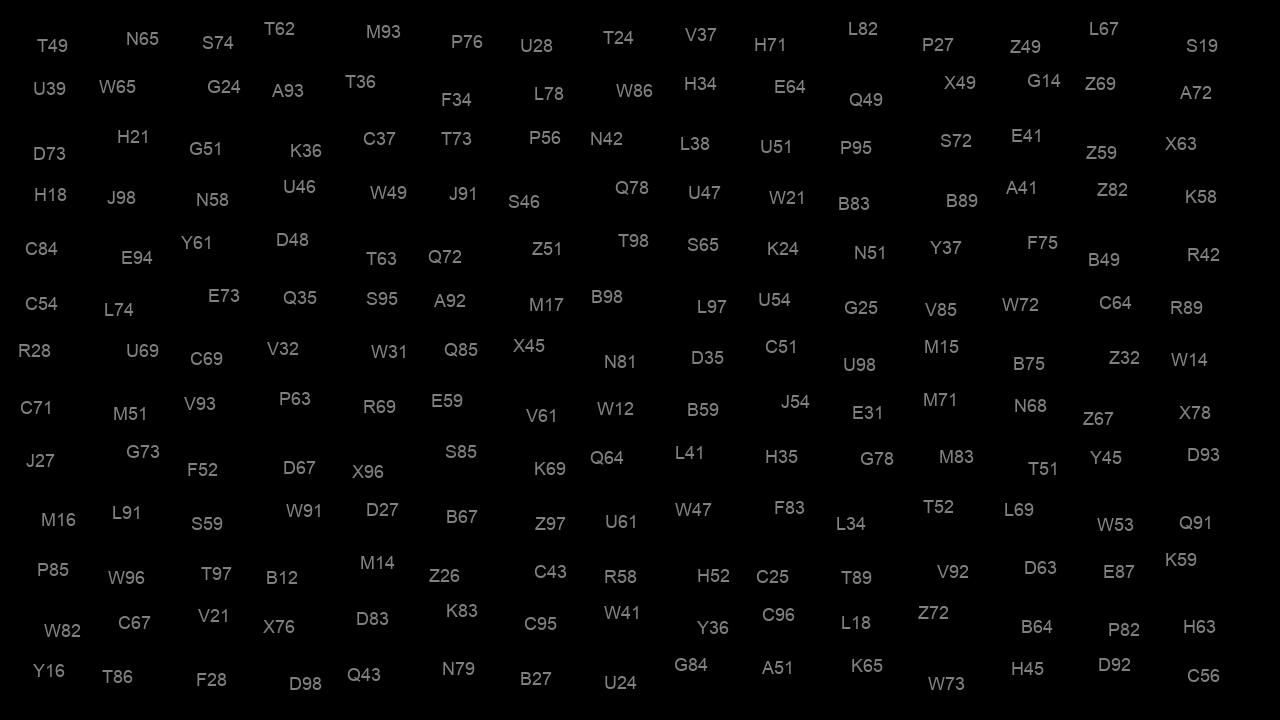 T49 N65 S74 T62 M93 P76 U28 T24 V37 H71 L82 P27 Z49 L67 S19
U39 W65 G24 A93 T36 F34 L78 W86 H34 E64 Q49 X49 G14 Z69 A72
D73 H21 G51 K36 C37 T73 P56 N42 L38 U51 P95 S72 E41 Z59 X63
H18 J98 N58 U46 W49 J91 S46 Q78 U47 W21 B83 B89 A41 Z82 K58
C84 E94 Y61 D48 T63 Q72 Z51 T98 S65 K24 N51 Y37 F75 B49 R42
C54 L74 E73 Q35 S95 A92 M17 B98 L97 U54 G25 V85 W72 C64 R89
R28 U69 C69 V32 W31 Q85 X45 N81 D35 C51 U98 M15 B75 Z32 W14
C71 M51 V93 P63 R69 E59 V61 W12 B59 J54 E31 M71 N68 Z67 X78
J27 G73 F52 D67 X96 S85 K69 Q64 L41 H35 G78 M83 T51 Y45 D93
M16 L91 S59 W91 D27 B67 Z97 U61 W47 F83 L34 T52 L69 W53 Q91
P85 W96 T97 B12 M14 Z26 C43 R58 H52 C25 T89 V92 D63 E87 K59
W82 C67 V21 X76 D83 K83 C95 W41 Y36 C96 L18 Z72 B64 P82 H63
Y16 T86 F28 D98 Q43 N79 B27 U24 G84 A51 K65 W73 H45 D92 C56